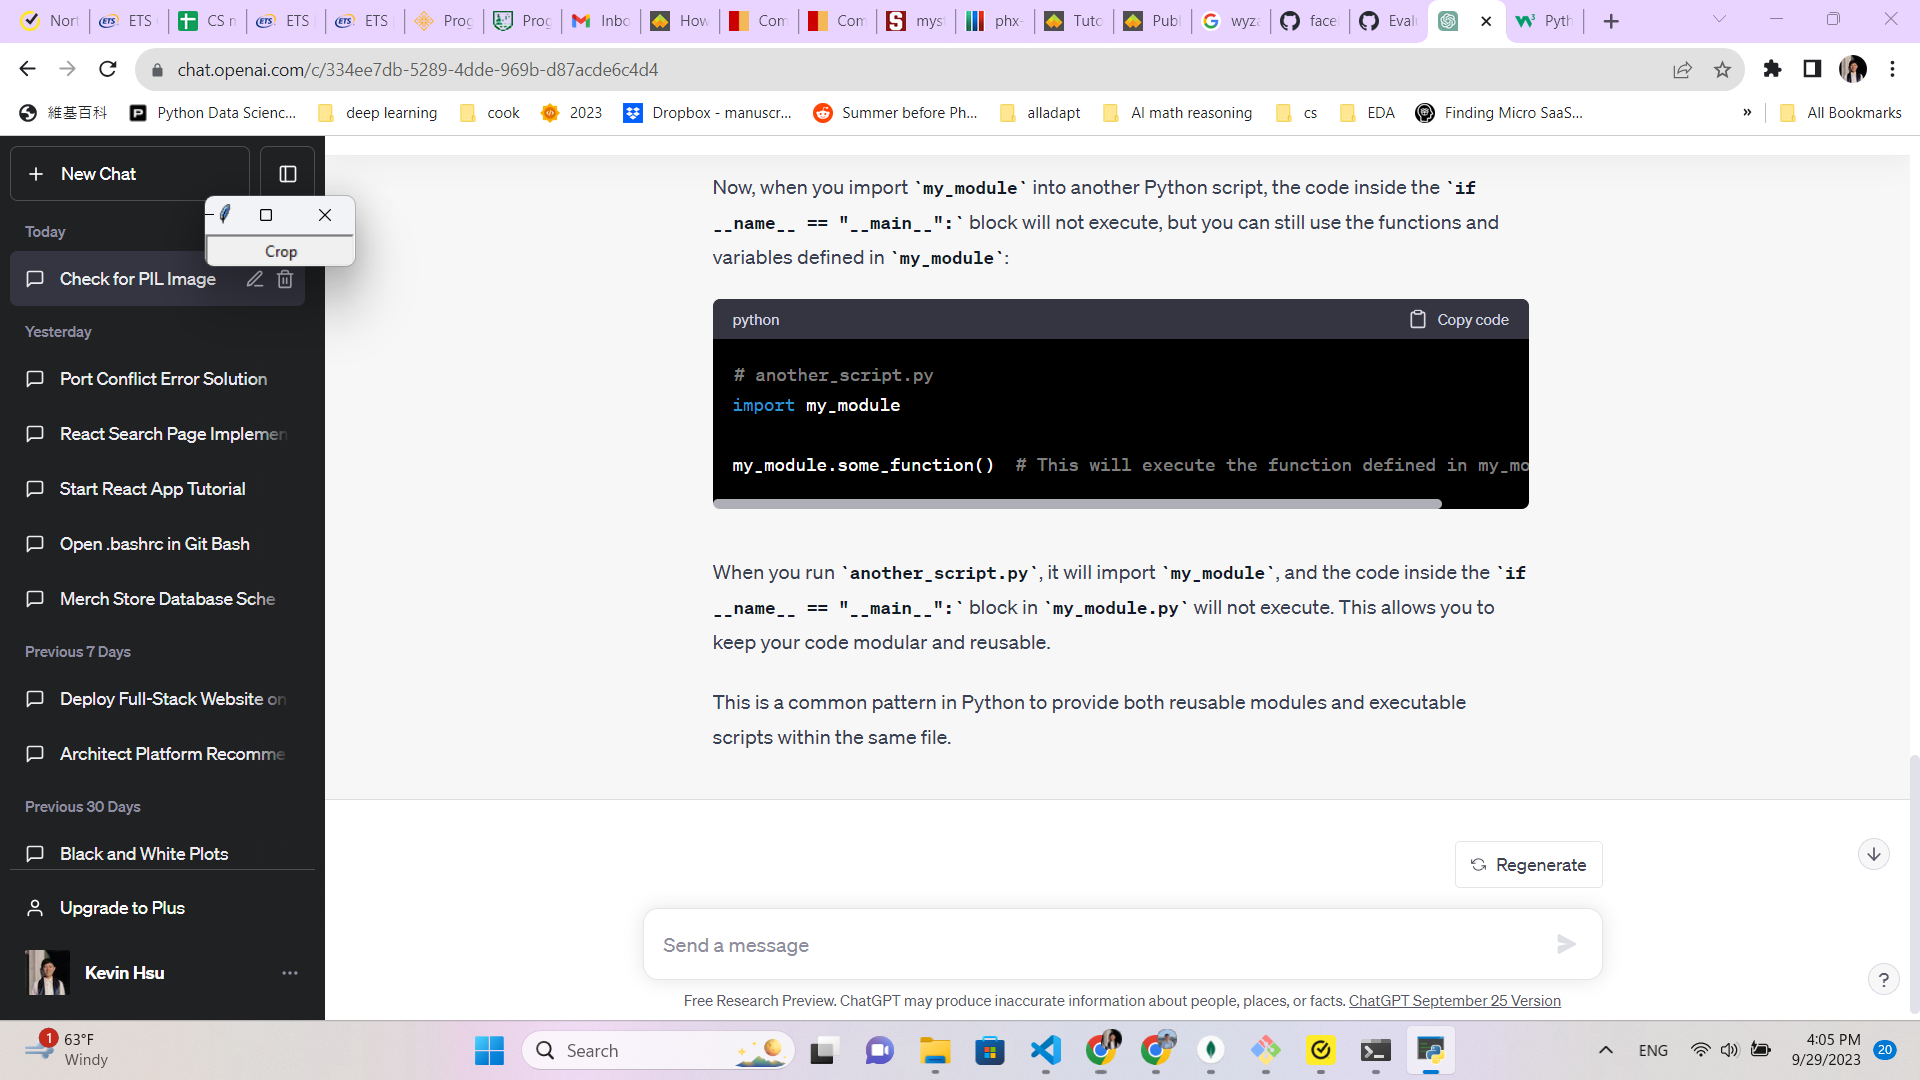 Nort
ETS
CS n
ETS
ETS
Prog
Prog
Inbo
How
Com
Com
myst
phx-
Tuto
Publ
wyza
face
Evalu
Pyth
chat.openai.com/c/334ee7db-5289-4dde-969b-d87acde6c4d4
維基百科
Python Data Scienc...
deep learning
cook
2023
Dropbox - manuscr...
Summer before Ph...
alladapt
AI math reasoning
cs
EDA
Finding Micro SaaS...
»
All Bookmarks
New Chat
Today
Crop
Check for PIL Image
Yesterday
Port Conflict Error Solution
React Search Page Implemen
Start React App Tutorial
Open .bashrc in Git Bash
Merch Store Database Sche
Previous 7 Days
Deploy Full-Stack Website on
Architect Platform Recomme
Previous 30 Days
Black and White Plots
Upgrade to Plus
Kevin Hsu
Now, when you import `my_module` into another Python script, the code inside the `if
__name__ == "__main__":` block will not execute, but you can still use the functions and
variables defined in `my_module`:
python
Copy code
# another_script.py
import my_module
my_module.some_function()  # This will execute the function defined in my_mo
When you run `another_script.py`, it will import `my_module`, and the code inside the `if
__name__ == "__main__":` block in `my_module.py` will not execute. This allows you to
keep your code modular and reusable.
This is a common pattern in Python to provide both reusable modules and executable
scripts within the same file.
Regenerate
Send a message
?
Free Research Preview. ChatGPT may produce inaccurate information about people, places, or facts. ChatGPT September 25 Version
1
63°F
Windy
Search
ENG
4:05 PM
9/29/2023
20